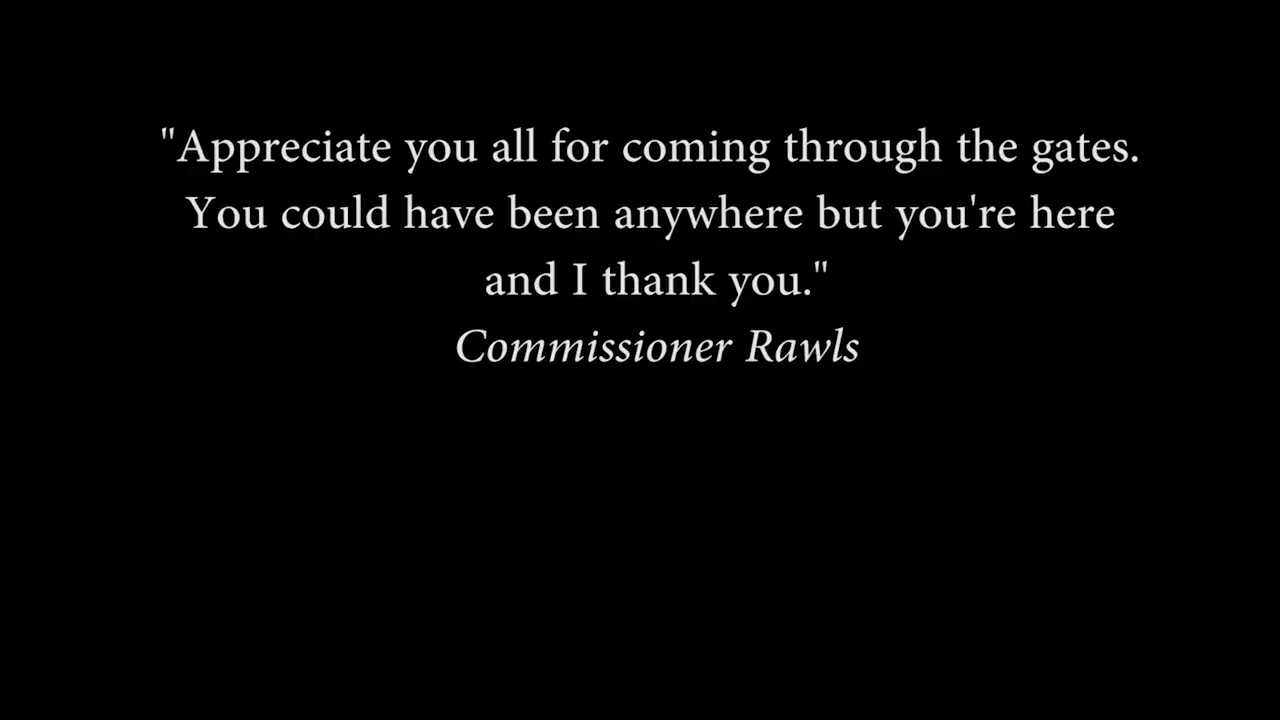 "Appreciate you all for coming through the gates.
You could have been anywhere but you're here
and I thank you."
Commissioner Rawls